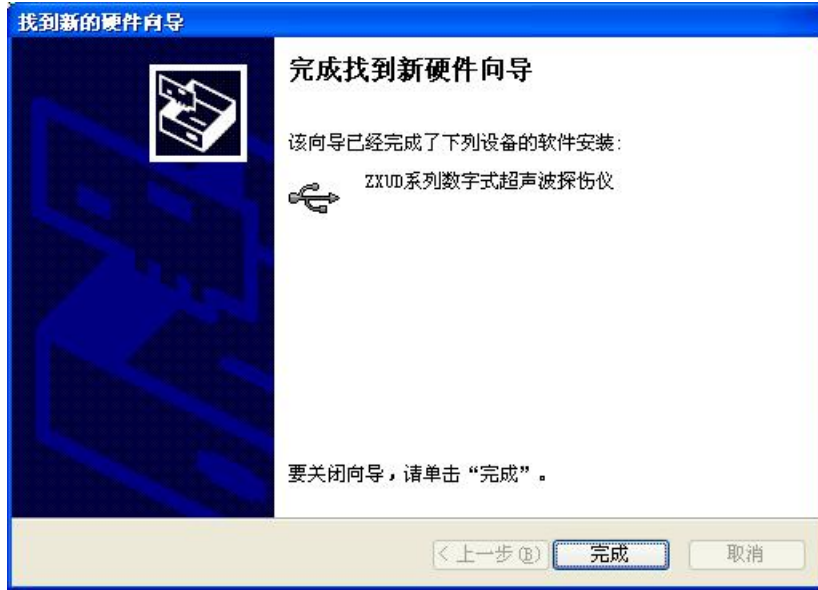 找到新的硬件向导
完成找到新硬件向导
该向导已经完成了下列设备的软件安装:
ZXUD系列数字式超声波探伤仪
要关闭向导，请单击“完成”。
< 上一步(B)
完成
取消